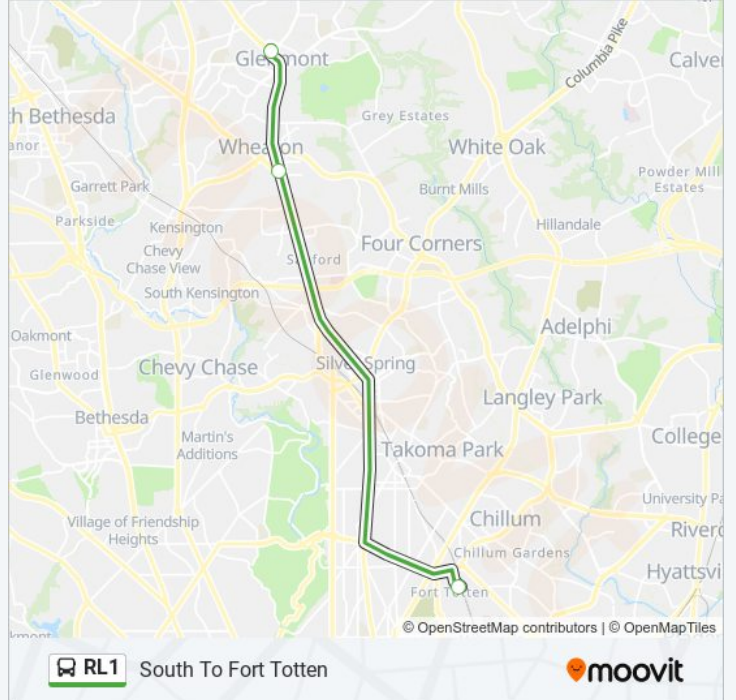 Columbia Pike
Glenmont
Calver
h Bethesda
Grey Estates
anor
Wheaton
White Oak
Powder Mill
Estates
Garrett Park
Burnt Mills
Parkside
Kensington
Hillandale
Four Corners
Chevy
Chase View
South Kensington
Adelphi
Oakmont
Silver Spring
Chevy Chase
Glenwood
Langley Park
Bethesda
Martin's
Additions
College
Takoma Park
University Pa
Chillum
Village of Friendship
Heights
Riverd
Chillum Gardens
Hyattsvi
Fort Totten
kmont
© OpenStreetMap contributors | © OpenMapTiles
RL1 South To Fort Totten
moovit